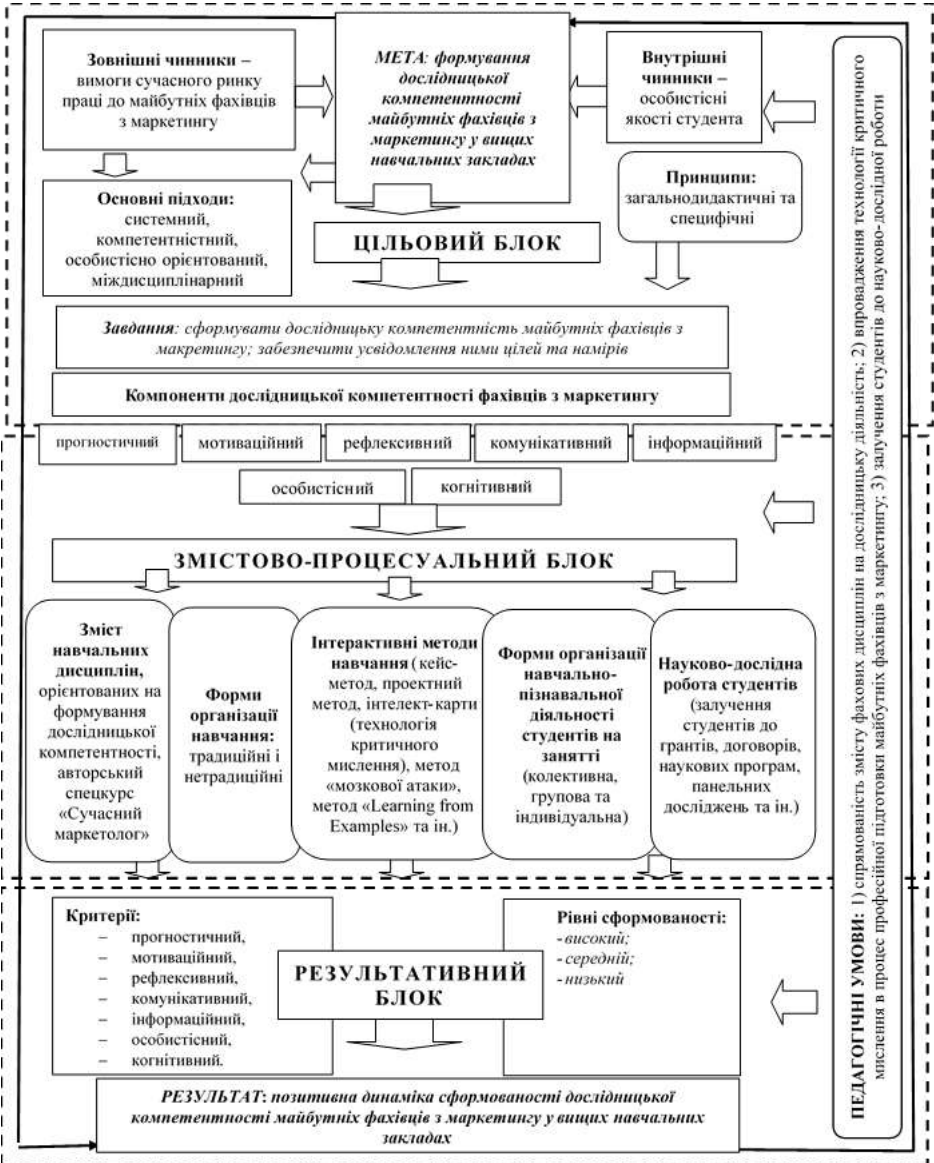 Зовнішні чинники –
вимоги сучасного ринку
праці до майбутніх фахівців
з маркетингу
МЕТА: формування
дослідницької
компетентності
майбутніх фахівців з
маркетингу у вищих
навчальних закладах
Внутрішні
чинники –
особистісні
якості студента
Основні підходи:
системний,
компетентністний,
особистісно орієнтований,
міждисциплінарний
Принципи:
загальнодидактичні та
специфічні
ЦІЛЬОВИЙ БЛОК
Завдання: сформувати дослідницьку компетентність майбутніх фахівців з
макретингу; забезпечити усвідомлення ними цілей та намірів
Компоненти дослідницької компетентності фахівців з маркетингу
прогностичний
мотиваційний
рефлексивний
комунікативний
інформаційний
особистісний
когнітивний
ЗМІСТОВО-ПРОЦЕСУАЛЬНИЙ БЛОК
Зміст
навчальних
дисциплін,
орієнтованих на
формування
дослідницької
компетентності,
авторський
спецкурс
«Сучасний
маркетолог»
Форми
організації
навчання:
традиційні і
нетрадиційні
Інтерактивні методи
навчання (кейс-
метод, проектний
метод, інтелект-карти
(технологія
критичного
мислення), метод
«мозкової атаки»,
метод «Learning from
Examples» та ін.)
Форми організації
навчально-
пізнавальної
діяльності
студентів на
занятті
(колективна,
групова та
індивідуальна)
Науково-дослідна
робота студентів
(залучення
студентів до
грантів, договорів,
наукових програм,
панельних
досліджень та ін.)
Критерії:
– прогностичний,
– мотиваційний,
– рефлексивний,
– комунікативний,
– інформаційний,
– особистісний,
– когнітивний.
РЕЗУЛЬТАТИВНИЙ
БЛОК
Рівні сформованості:
- високий;
- середній;
- низький
РЕЗУЛЬТАТ: позитивна динаміка сформованості дослідницької
компетентності майбутніх фахівців з маркетингу у вищих навчальних
закладах
ПЕДАГОГІЧНІ УМОВИ: 1) спрямованість змісту фахових дисциплін на дослідницьку діяльність; 2) впровадження технології критичного
мислення в процес професійної підготовки майбутніх фахівців з маркетингу; 3) залучення студентів до науково-дослідної роботи